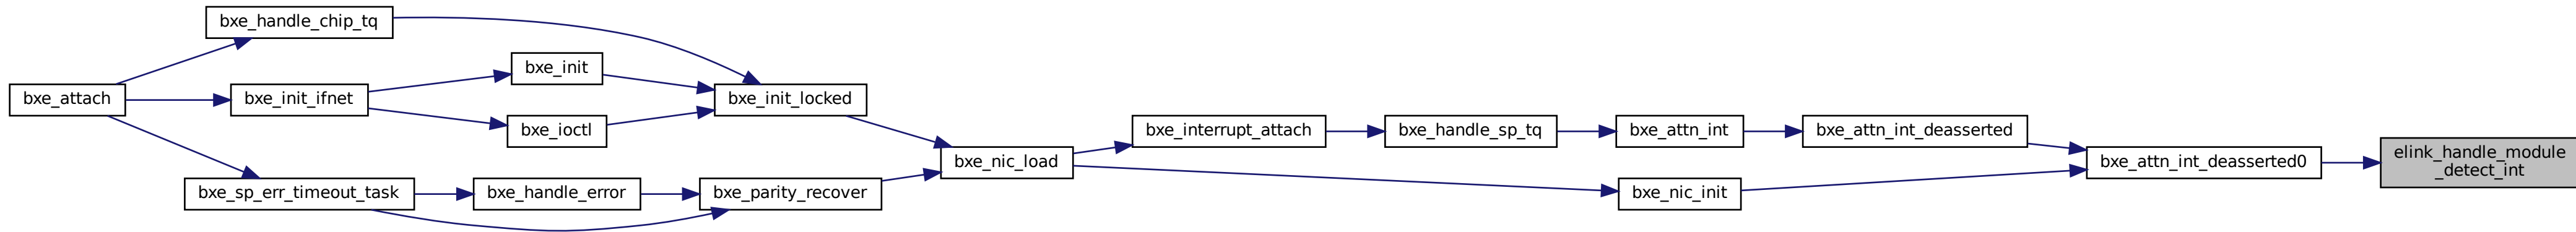 bxe_handle_chip_tq
bxe_init
bxe_attach
bxe_init_ifnet
bxe_init_locked
bxe_ioctl
bxe_interrupt_attach
bxe_handle_sp_tq
bxe_attn_int
bxe_attn_int_deasserted
bxe_nic_load
bxe_attn_int_deasserted0
elink_handle_module
_detect_int
bxe_sp_err_timeout_task
bxe_handle_error
bxe_parity_recover
bxe_nic_init